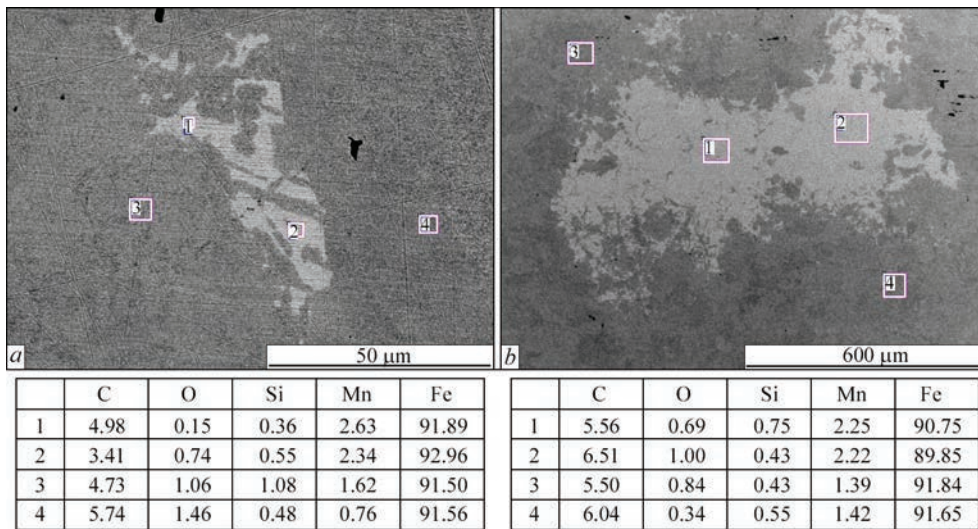 1
2
3
4
a
50 μm
3
2
1
4
b
600 μm
C O Si Mn Fe
1 4.98 0.15 0.36 2.63 91.89
2 3.41 0.74 0.55 2.34 92.96
3 4.73 1.06 1.08 1.62 91.50
4 5.74 1.46 0.48 0.76 91.56
C O Si Mn Fe
1 5.56 0.69 0.75 2.25 90.75
2 6.51 1.00 0.43 2.22 89.85
3 5.50 0.84 0.43 1.39 91.84
4 6.04 0.34 0.55 1.42 91.65